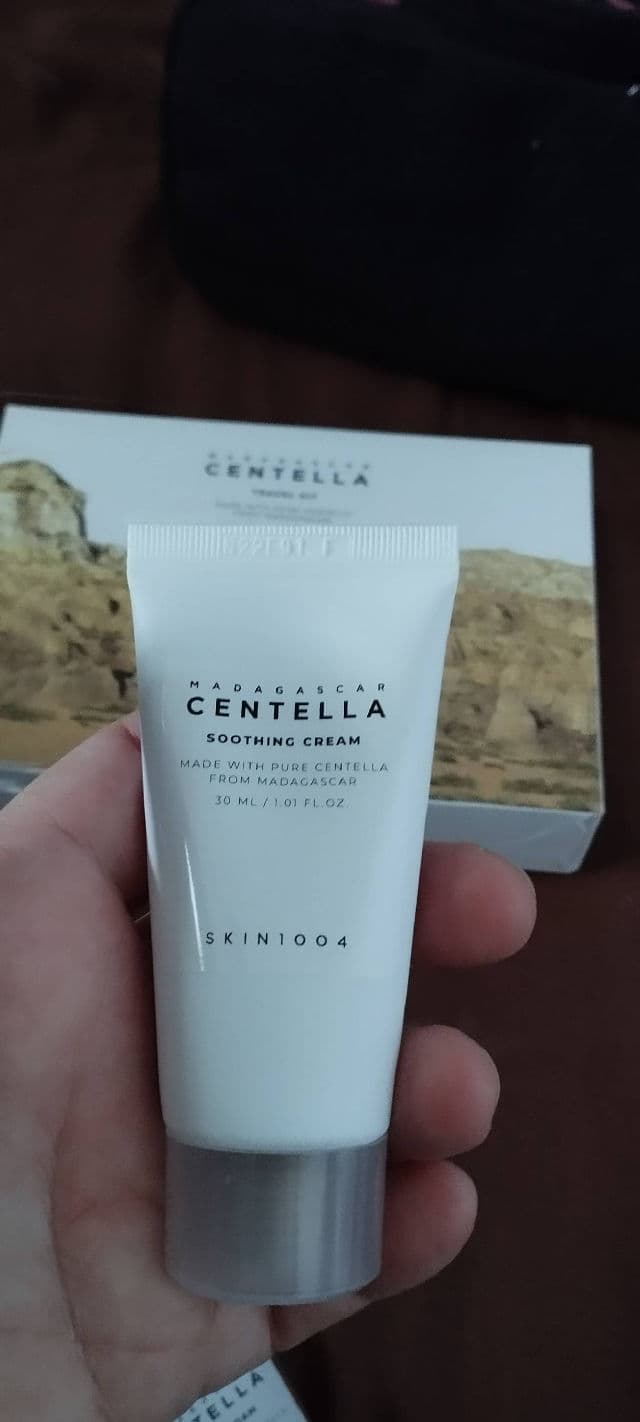 CENTELLA
TRAVEL KIT
MADAGASCAR
CENTELLA
SOOTHING CREAM
MADE WITH PURE CENTELLA
FROM MADAGASCAR
30 ML / 1.01 FL.OZ
SKIN1004